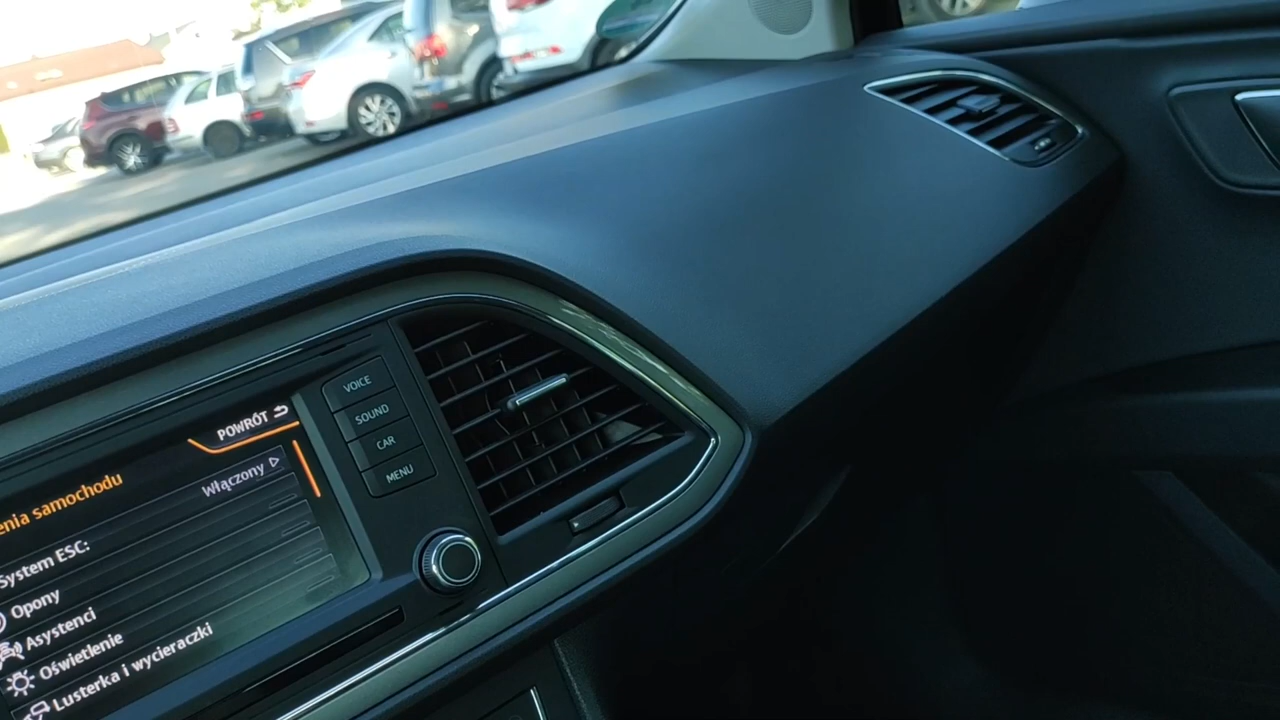 POWRÓT
enia samochodu
System ESC: Włączony
Opony
Asystenci
Oświetlenie
Lusterka i wycieraczki
VOICE
SOUND
CAR
MENU